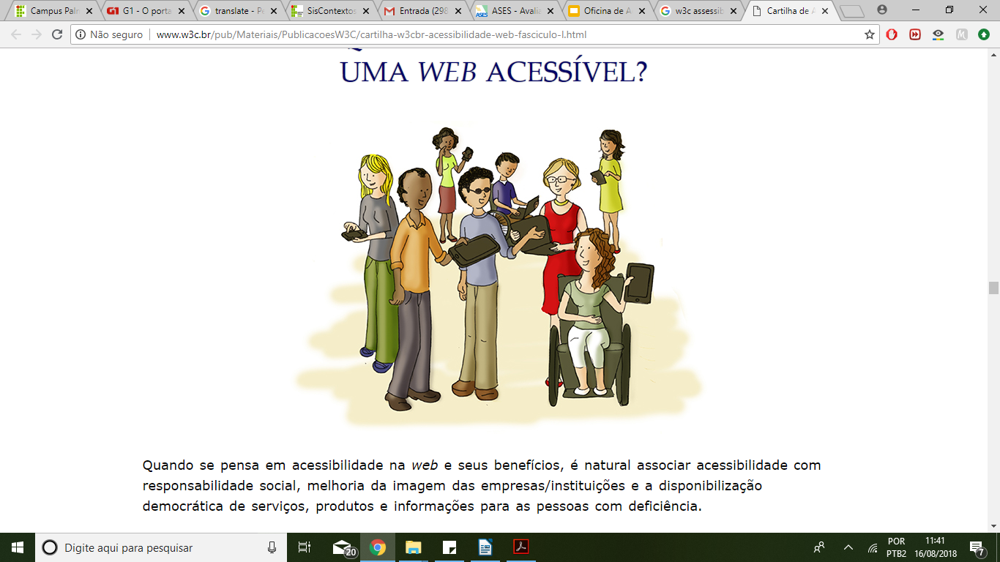 Campus Paln
G1 - O porta
translate - Pe
SisContextos
Entrada (298
ASES - Avalia
Oficina de A
w3c assessib
Cartilha de A
Não seguro
www.w3c.br/pub/Materiais/PublicacoesW3C/cartilha-w3cbr-acessibilidade-web-fasciculo-I.html
UMA WEB ACESSÍVEL?
Quando se pensa em acessibilidade na web e seus benefícios, é natural associar acessibilidade com
responsabilidade social, melhoria da imagem das empresas/instituições e a disponibilização
democrática de serviços, produtos e informações para as pessoas com deficiência.
Digite aqui para pesquisar
20
POR
PTB2
11:41
16/08/2018
7